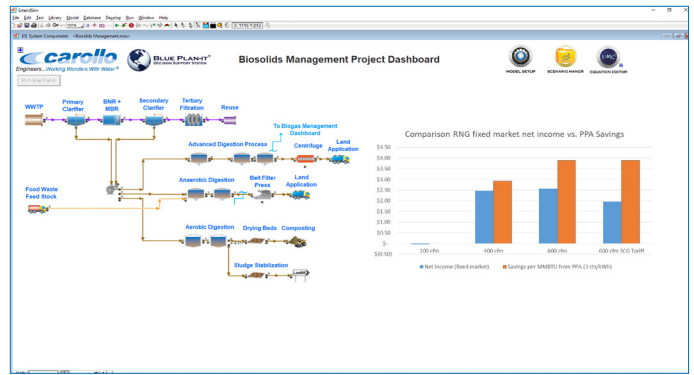 ExtendSim
File Edit Text Library Model Database Develop Run Window Help
[0] System Components <Biosolids Management.mox>
carollo
Engineers...Working Wonders With Water®
BLUE PLAN-IT®
DECISION SUPPORT SYSTEM
Biosolids Management Project Dashboard
MODEL SETUP
SCENARIO MANGR
EQUATION EDITOR
WWTP
Primary
Clarifier
BNR +
MBR
Secondary
Clarifier
Tertiary
Filtration
Reuse
To Biogas Management
Dashboard
Advanced Digestion Process
Centrifuge
Land
Application
Anaerobic Digestion
Belt Filter
Press
Land
Application
Food Waste
Feed Stock
Aerobic Digestion
Drying Beds
Composting
Sludge Stabilization
Landfill
Comparison RNG fixed market net income vs. PPA Savings
$4.50
$4.00
$3.50
$3.00
$2.50
$2.00
$1.50
$1.00
$0.50
$-
$(0.50)
200 cfm
400 cfm
600 cfm
600 cfm SCG Tariff
Net income (fixed market)
Savings per MMBTU from PPA (3 cts/kWh)